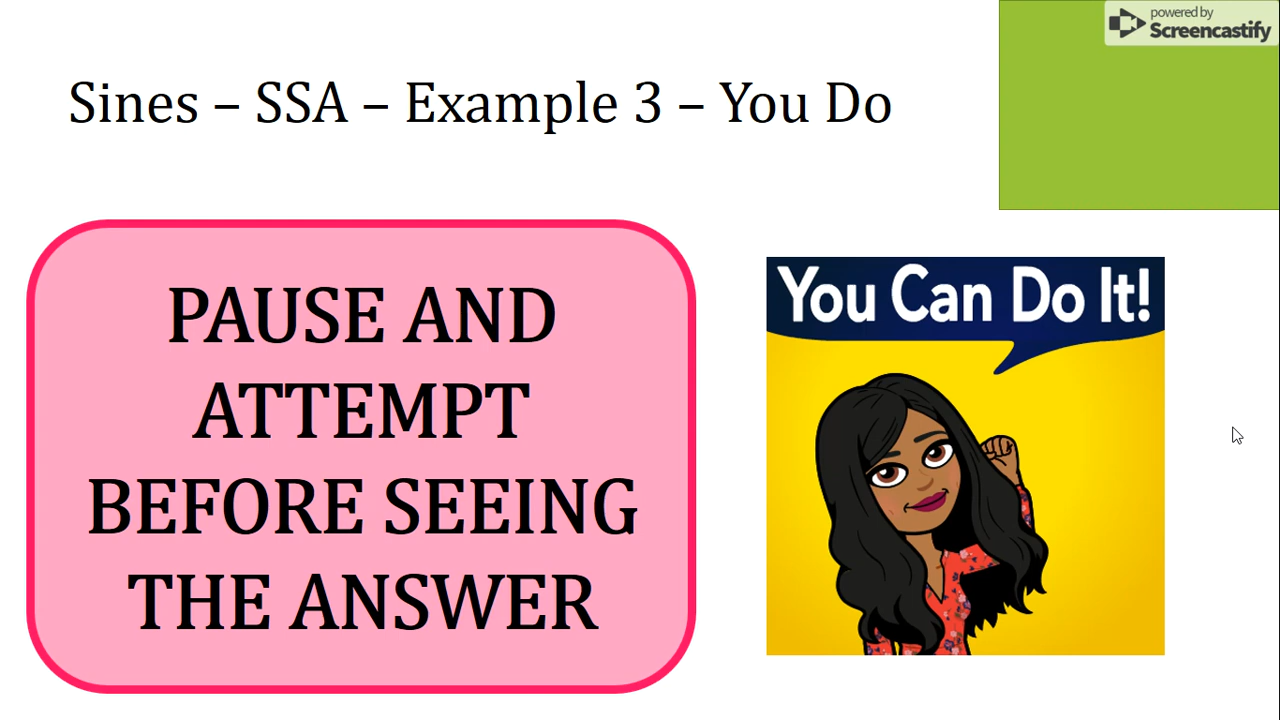 powered by
Screencastify
Sines – SSA – Example 3 – You Do
PAUSE AND
ATTEMPT
BEFORE SEEING
THE ANSWER
You Can Do It!